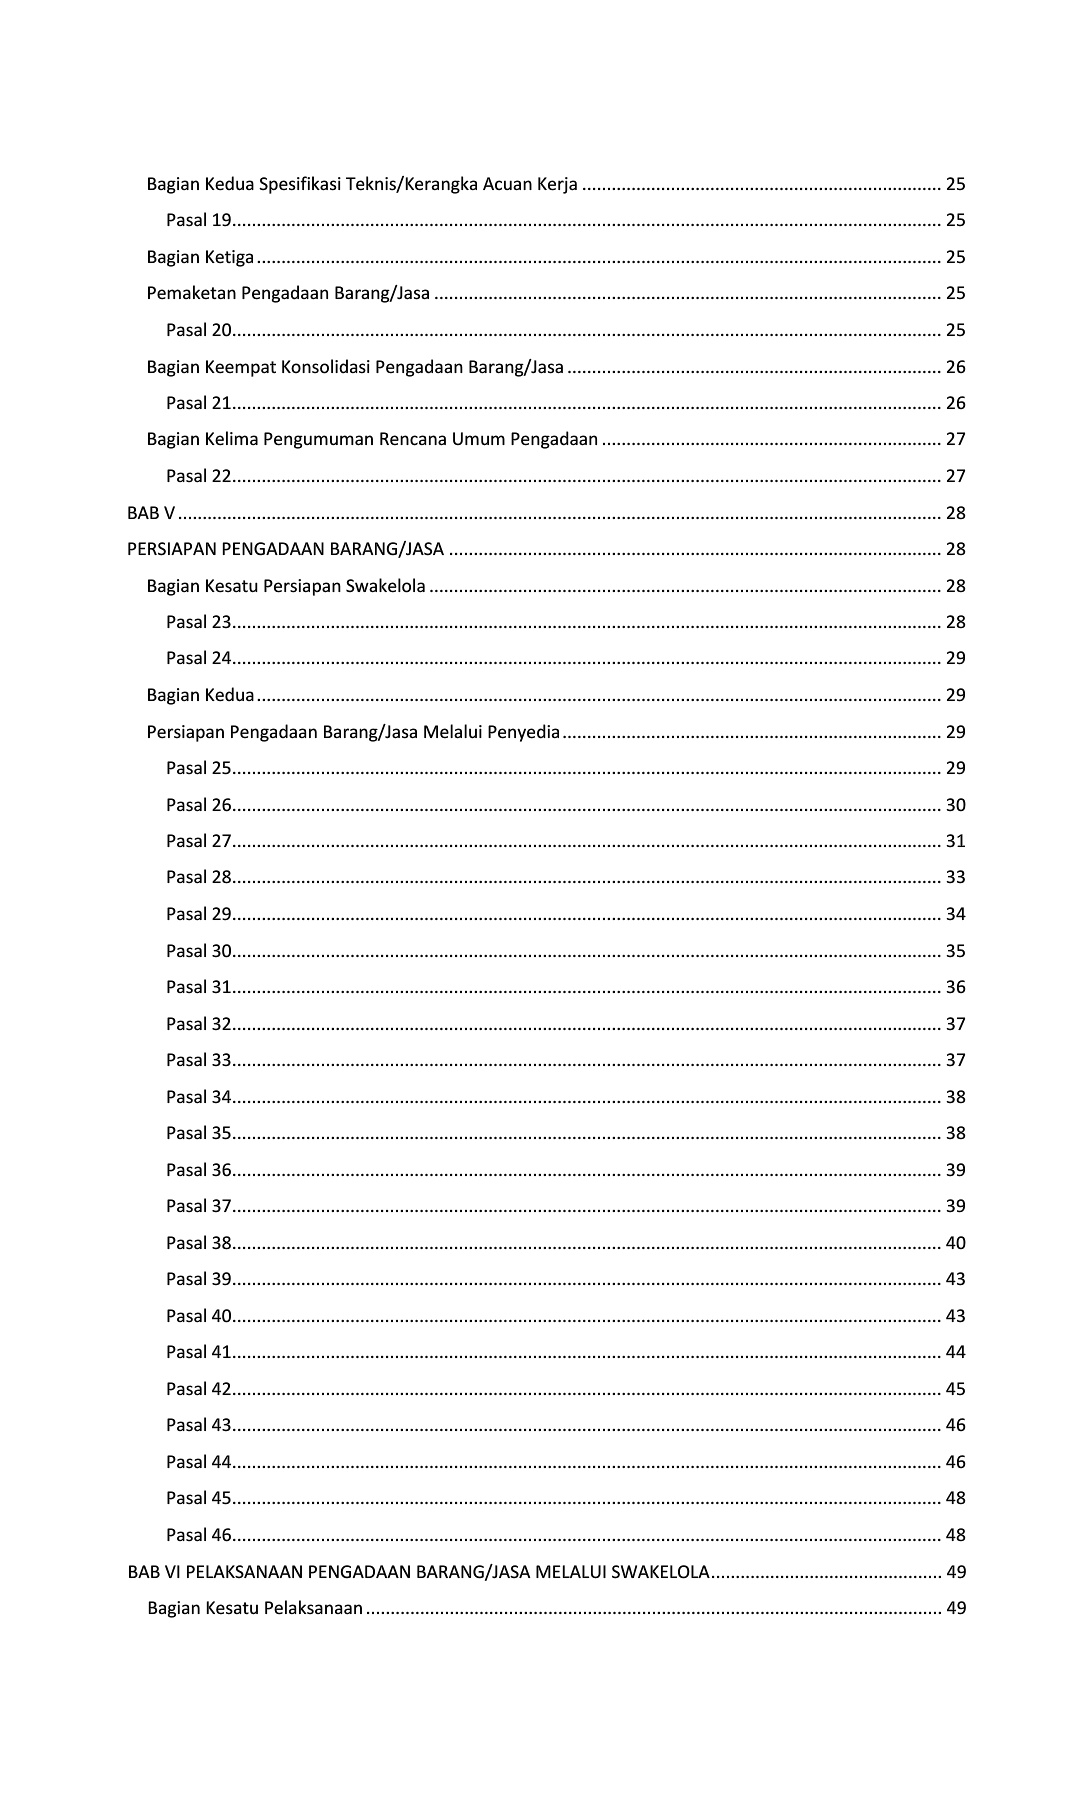 Bagian Kedua Spesifikasi Teknis/Kerangka Acuan Kerja ........................................................................ 25
Pasal 19............................................................................................................................................... 25
Bagian Ketiga ......................................................................................................................................... 25
Pemaketan Pengadaan Barang/Jasa ..................................................................................................... 25
Pasal 20............................................................................................................................................... 25
Bagian Keempat Konsolidasi Pengadaan Barang/Jasa ........................................................................... 26
Pasal 21............................................................................................................................................... 26
Bagian Kelima Pengumuman Rencana Umum Pengadaan .................................................................... 27
Pasal 22............................................................................................................................................... 27
BAB V ......................................................................................................................................................... 28
PERSIAPAN PENGADAAN BARANG/JASA ................................................................................................... 28
Bagian Kesatu Persiapan Swakelola ...................................................................................................... 28
Pasal 23............................................................................................................................................... 28
Pasal 24............................................................................................................................................... 29
Bagian Kedua ......................................................................................................................................... 29
Persiapan Pengadaan Barang/Jasa Melalui Penyedia ............................................................................ 29
Pasal 25............................................................................................................................................... 29
Pasal 26............................................................................................................................................... 30
Pasal 27............................................................................................................................................... 31
Pasal 28............................................................................................................................................... 33
Pasal 29............................................................................................................................................... 34
Pasal 30............................................................................................................................................... 35
Pasal 31............................................................................................................................................... 36
Pasal 32............................................................................................................................................... 37
Pasal 33............................................................................................................................................... 37
Pasal 34............................................................................................................................................... 38
Pasal 35............................................................................................................................................... 38
Pasal 36............................................................................................................................................... 39
Pasal 37............................................................................................................................................... 39
Pasal 38............................................................................................................................................... 40
Pasal 39............................................................................................................................................... 43
Pasal 40............................................................................................................................................... 43
Pasal 41............................................................................................................................................... 44
Pasal 42............................................................................................................................................... 45
Pasal 43............................................................................................................................................... 46
Pasal 44............................................................................................................................................... 46
Pasal 45............................................................................................................................................... 48
Pasal 46............................................................................................................................................... 48
BAB VI PELAKSANAAN PENGADAAN BARANG/JASA MELALUI SWAKELOLA............................................... 49
Bagian Kesatu Pelaksanaan ................................................................................................................... 49